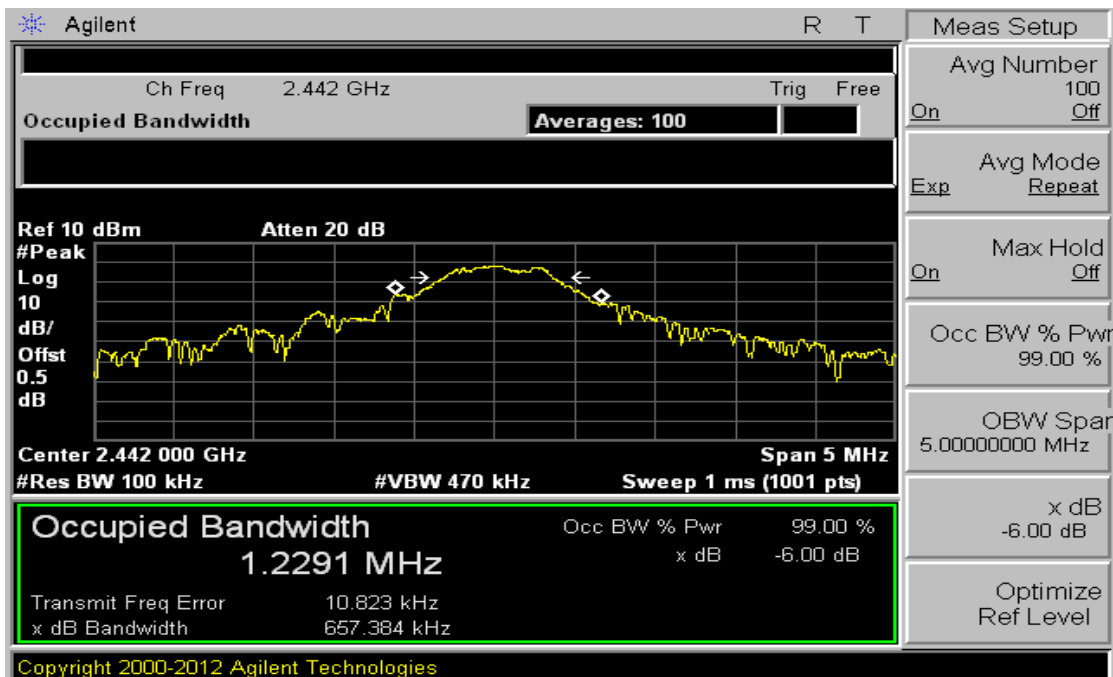 Agilent R T
Ch Freq 2.442 GHz Trig Free
Occupied Bandwidth Averages: 100
Ref 10 dBm Atten 20 dB
#Peak
Log
10
dB/
Offst
0.5
dB
Center 2.442 000 GHz Span 5 MHz
#Res BW 100 kHz #VBW 470 kHz Sweep 1 ms (1001 pts)
Occupied Bandwidth
1.2291 MHz
Occ BW % Pwr 99.00 %
x dB -6.00 dB
Transmit Freq Error 10.823 kHz
x dB Bandwidth 657.384 kHz
Copyright 2000-2012 Agilent Technologies
Meas Setup
Avg Number
100
On Off
Avg Mode
Exp Repeat
Max Hold
On Off
Occ BW % Pwr
99.00 %
OBW Span
5.00000000 MHz
x dB
-6.00 dB
Optimize
Ref Level